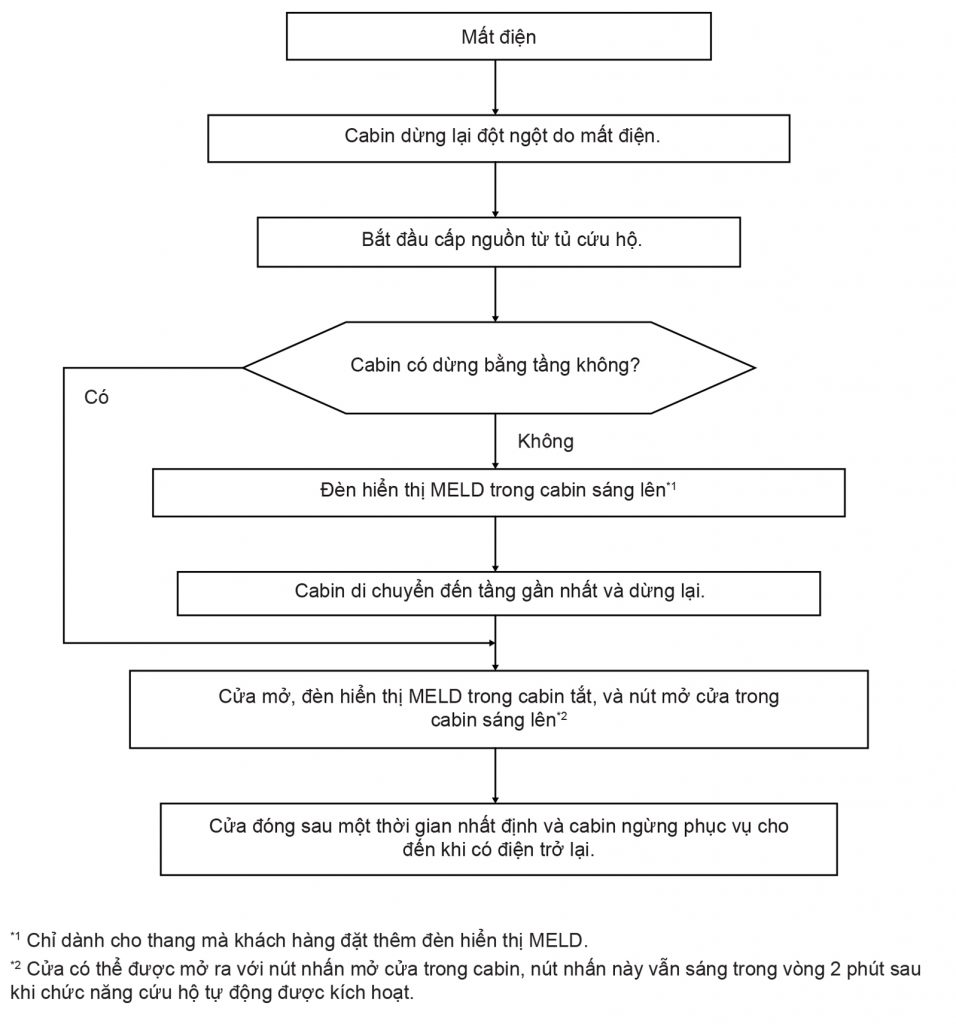 Mất điện
Cabin dừng lại đột ngột do mất điện.
Bắt đầu cấp nguồn từ tủ cứu hộ.
Cabin có dừng bằng tầng không?
Có
Không
Đèn hiển thị MELD trong cabin sáng lên*1
Cabin di chuyển đến tầng gần nhất và dừng lại.
Cửa mở, đèn hiển thị MELD trong cabin tắt, và nút mở cửa trong
cabin sáng lên*2
Cửa đóng sau một thời gian nhất định và cabin ngừng phục vụ cho
đến khi có điện trở lại.
*1 Chỉ dành cho thang mà khách hàng đặt thêm đèn hiển thị MELD.
*2 Cửa có thể được mở ra với nút nhấn mở cửa trong cabin, nút nhấn này vẫn sáng trong vòng 2 phút sau
khi chức năng cứu hộ tự động được kích hoạt.